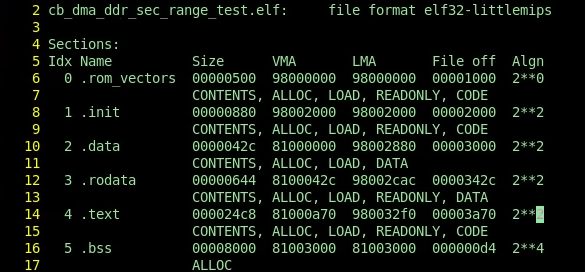 2 cb_dma_ddr_sec_range_test.elf:     file format elf32-littlemips
3
4 Sections:
5 Idx Name          Size      VMA       LMA       File off  Algn
6   0 .rom_vectors  00000500  98000000  98000000  00001000  2**0
7                   CONTENTS, ALLOC, LOAD, READONLY, CODE
8   1 .init         00000880  98002000  98002000  00002000  2**2
9                   CONTENTS, ALLOC, LOAD, READONLY, CODE
10   2 .data         0000042c  81000000  98002880  00003000  2**2
11                   CONTENTS, ALLOC, LOAD, DATA
12   3 .rodata       00000644  8100042c  98002cac  0000342c  2**2
13                   CONTENTS, ALLOC, LOAD, READONLY, DATA
14   4 .text         000024c8  81000a70  980032f0  00003a70  2**
15                   CONTENTS, ALLOC, LOAD, READONLY, CODE
16   5 .bss          00008000  81003000  81003000  000000d4  2**4
17                   ALLOC